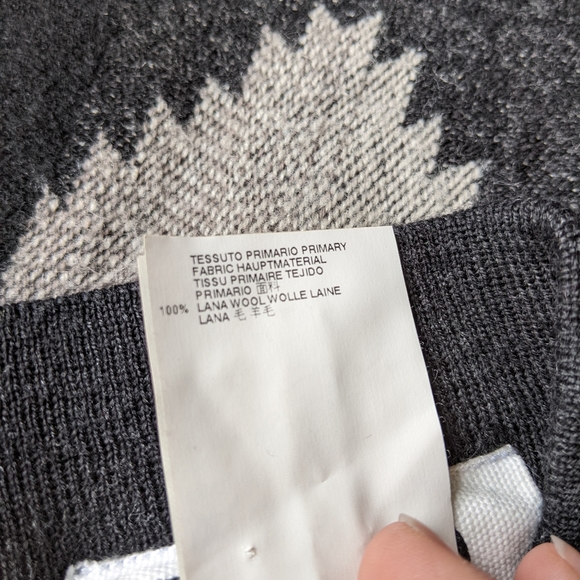 TESSUTO PRIMARIO PRIMARY
FABRIC HAUPTMATERIAL
TISSU PRIMAIRE TEJIDO
PRIMARIO 面料
100% LANA WOOL WOLLE LAINE
LANA 毛 羊毛